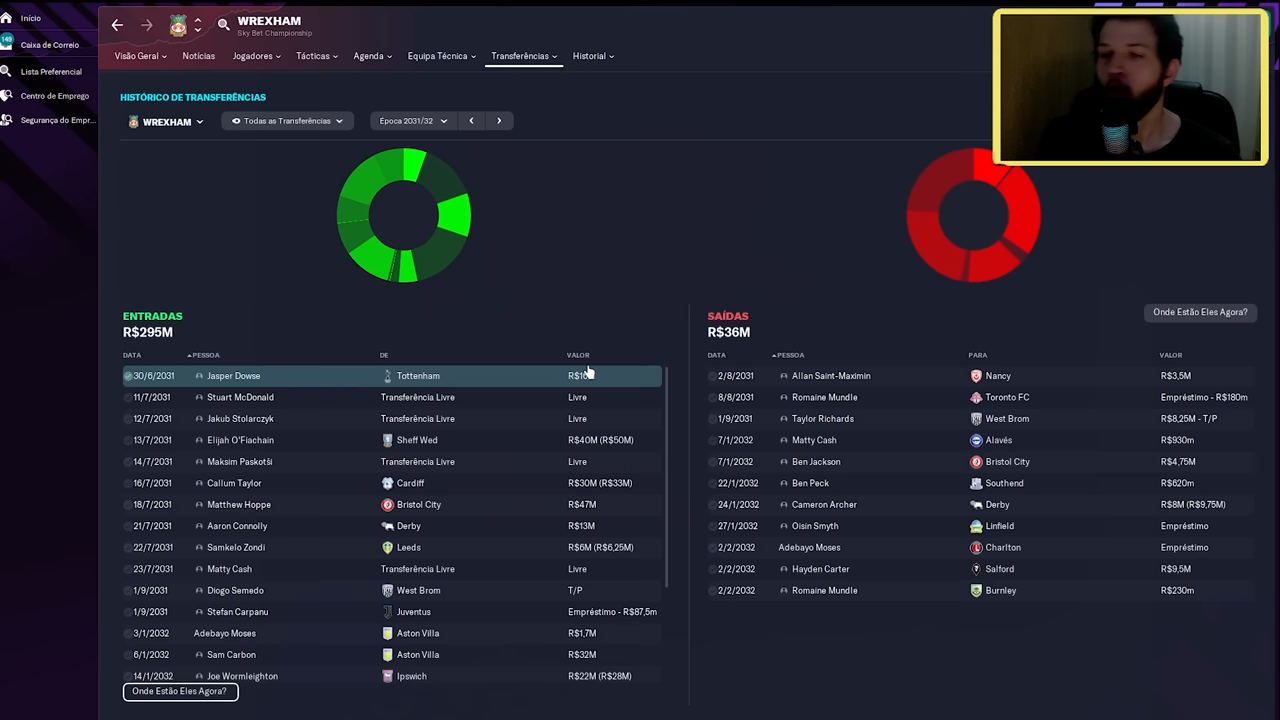 Início
WREXHAM
Sky Bet Championship
149
Caixa de Correio
Visão Geral
Notícias
Jogadores
Tácticas
Agenda
Equipa Técnica
Transferências
Historial
Lista Preferencial
Centro de Emprego
Segurança do Empr...
HISTÓRICO DE TRANSFERÊNCIAS
WREXHAM
Todas as Transferências
Época 2031/32
ENTRADAS
R$295M
DATA PESSOA DE VALOR
30/6/2031 Jasper Dowse Tottenham
11/7/2031 Stuart McDonald Transferência Livre Livre
12/7/2031 Jakub Stolarczyk Transferência Livre Livre
13/7/2031 Elijah O'Fiachain Sheff Wed R$40M (R$50M)
14/7/2031 Maksim Paskotši Transferência Livre Livre
16/7/2031 Callum Taylor Cardiff R$30M (R$33M)
18/7/2031 Matthew Hoppe Bristol City R$47M
21/7/2031 Aaron Connolly Derby R$13M
22/7/2031 Samkelo Zondi Leeds R$6M (R$6,25M)
23/7/2031 Matty Cash Transferência Livre Livre
1/9/2031 Diogo Semedo West Brom T/P
1/9/2031 Stefan Carpanu Juventus Empréstimo - R$87,5m
3/1/2032 Adebayo Moses Aston Villa R$1,7M
6/1/2032 Sam Carbon Aston Villa R$32M
14/1/2032 Joe Wormleighton Ipswich R$22M (R$28M)
Onde Estão Eles Agora?
SAÍDAS
R$36M
Onde Estão Eles Agora?
DATA PESSOA PARA VALOR
2/8/2031 Allan Saint-Maximin Nancy R$3,5M
8/8/2031 Romaine Mundle Toronto FC Empréstimo - R$180m
1/9/2031 Taylor Richards West Brom R$8,25M - T/P
7/1/2032 Matty Cash Alavés R$930m
7/1/2032 Ben Jackson Bristol City R$4,75M
22/1/2032 Ben Peck Southend R$620m
24/1/2032 Cameron Archer Derby R$8M (R$9,75M)
27/1/2032 Oisin Smyth Linfield Empréstimo
2/2/2032 Adebayo Moses Charlton Empréstimo
2/2/2032 Hayden Carter Salford R$9,5M
2/2/2032 Romaine Mundle Burnley R$230m